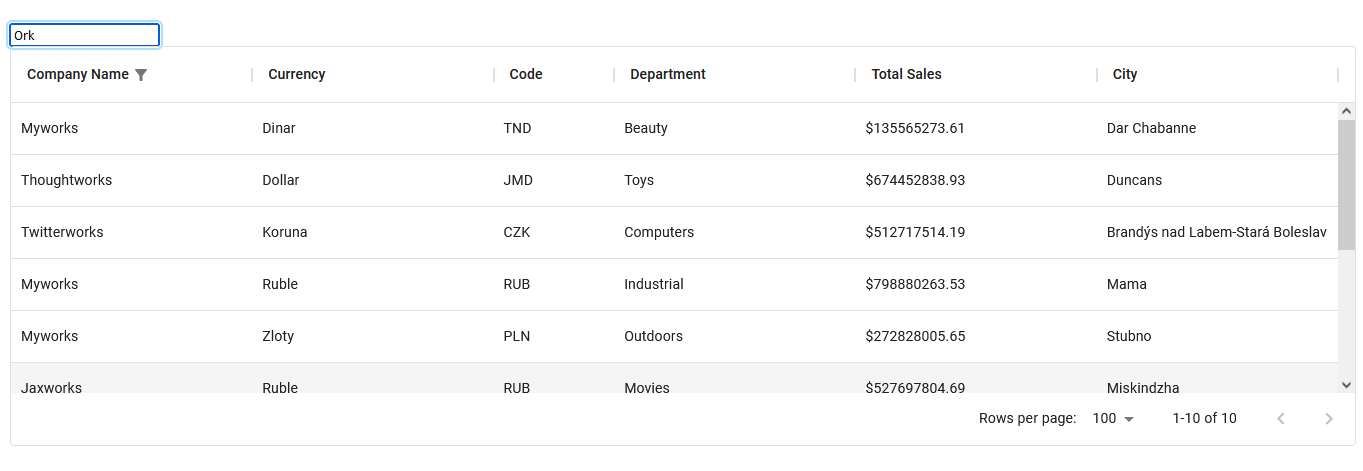 Ork
Company Name Currency Code Department Total Sales City
Myworks Dinar TND Beauty $135565273.61 Dar Chabanne
Thoughtworks Dollar JMD Toys $674452838.93 Duncans
Twitterworks Koruna CZK Computers $512717514.19 Brandýs nad Labem-Stará Boleslav
Myworks Ruble RUB Industrial $798880263.53 Mama
Myworks Zloty PLN Outdoors $272828005.65 Stubno
Jaxworks Ruble RUB Movies $527697804.69 Miskindzha
Rows per page: 100 1-10 of 10